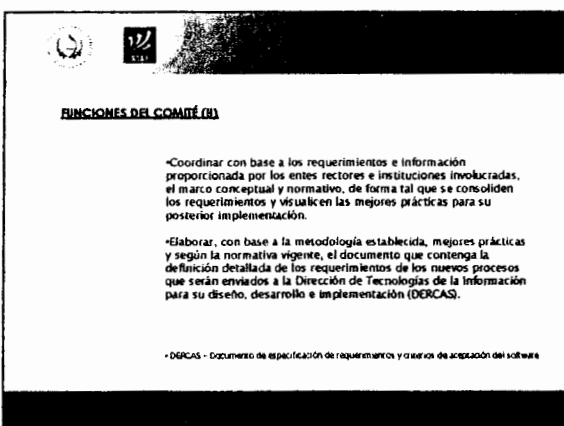 FUNCIONES DEL COMITÉ (II)
•Coordinar con base a los requerimientos e información
proporcionada por los entes rectores e instituciones involucradas,
el marco conceptual y normativo, de forma tal que se consoliden
los requerimientos y visualicen las mejores prácticas para su
posterior implementación.
•Elaborar, con base a la metodología establecida, mejores prácticas
y según la normativa vigente, el documento que contenga la
definición detallada de los requerimientos de los nuevos procesos
que serán enviados a la Dirección de Tecnologías de la Información
para su diseño, desarrollo e implementación (DERCAS).
• DERCAS - Documento de especificación de requerimientos y criterios de aceptación del software